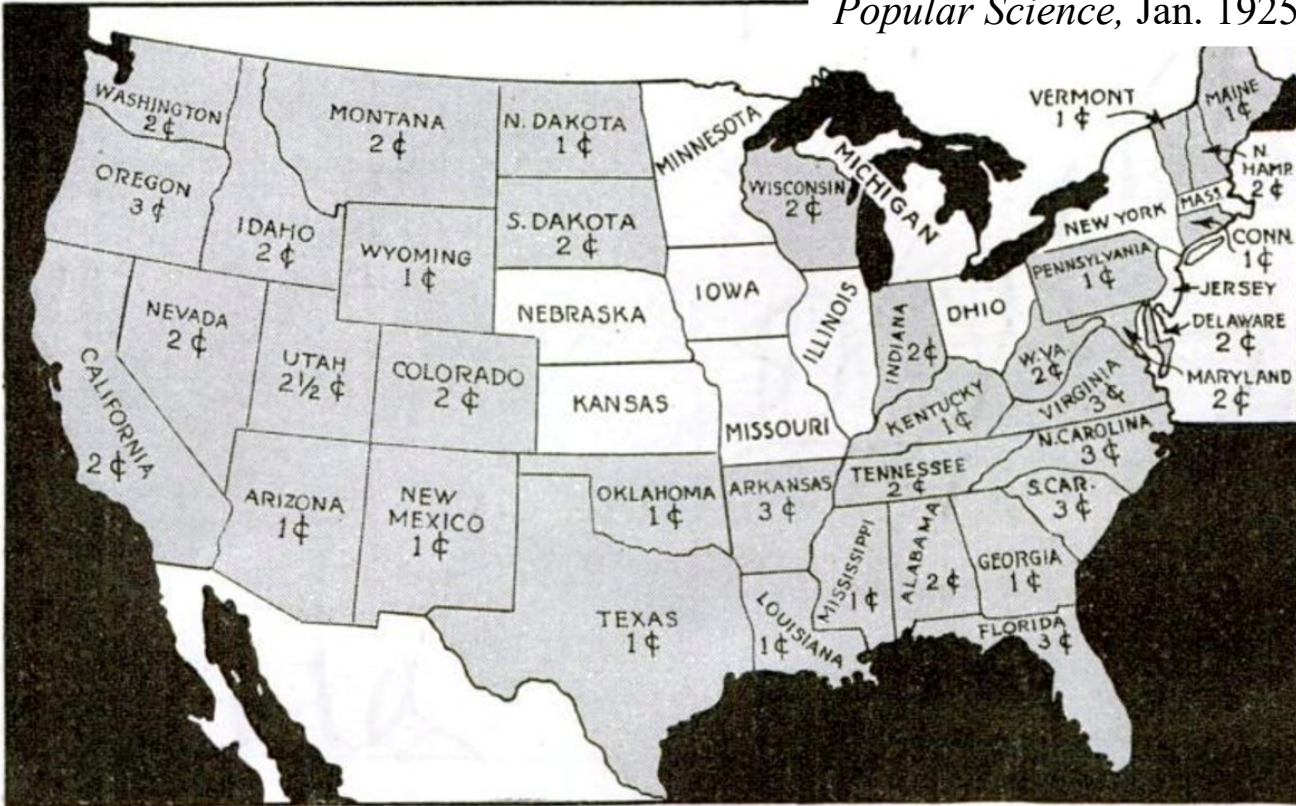 Popular Science, Jan. 1925
WASHINGTON
2 ¢
MONTANA
2 ¢
N. DAKOTA
1 ¢
MINNESOTA
VERMONT
1 ¢
MAINE
1 ¢
OREGON
3 ¢
IDAHO
2 ¢
WYOMING
1 ¢
S. DAKOTA
2 ¢
WISCONSIN
2 ¢
MICHIGAN
N.
HAMP.
2 ¢
MASS.
NEW YORK
CONN.
1 ¢
PENNSYLVANIA
1 ¢
JERSEY
NEVADA
2 ¢
NEBRASKA
IOWA
ILLINOIS
INDIANA
2 ¢
OHIO
DELAWARE
2 ¢
CALIFORNIA
2 ¢
UTAH
2½ ¢
COLORADO
2 ¢
KANSAS
MISSOURI
KENTUCKY
1 ¢
W. VA.
2 ¢
VIRGINIA
3 ¢
MARYLAND
2 ¢
ARIZONA
1 ¢
NEW
MEXICO
1 ¢
OKLAHOMA
1 ¢
ARKANSAS
3 ¢
TENNESSEE
2 ¢
N. CAROLINA
3 ¢
S. CAR.
3 ¢
TEXAS
1 ¢
LOUISIANA
1 ¢
MISSISSIPPI
1 ¢
ALABAMA
2 ¢
GEORGIA
1 ¢
FLORIDA
3 ¢